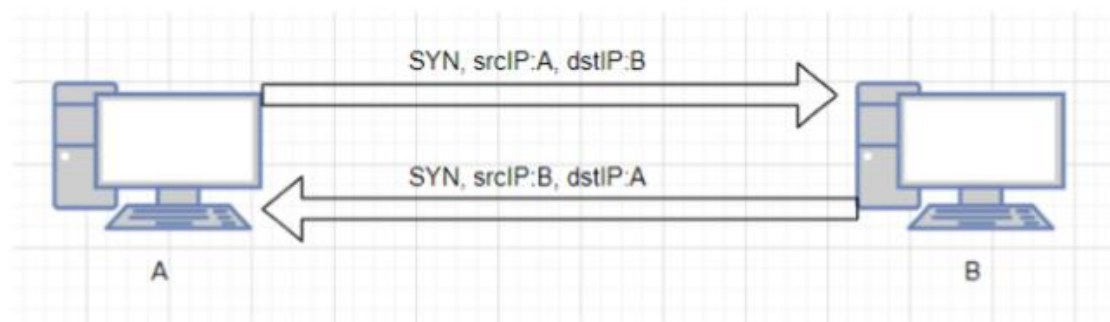 SYN, srcIP:A, dstIP:B
SYN, srcIP:B, dstIP:A
A
B